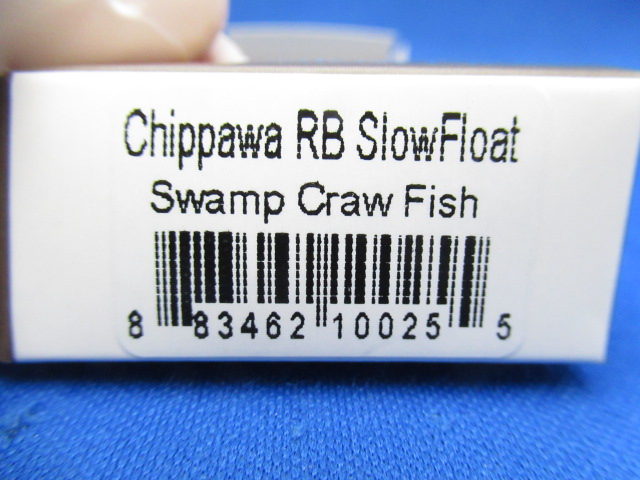 Chippawa RB SlowFloat
Swamp Craw Fish
8 83462 10025 5